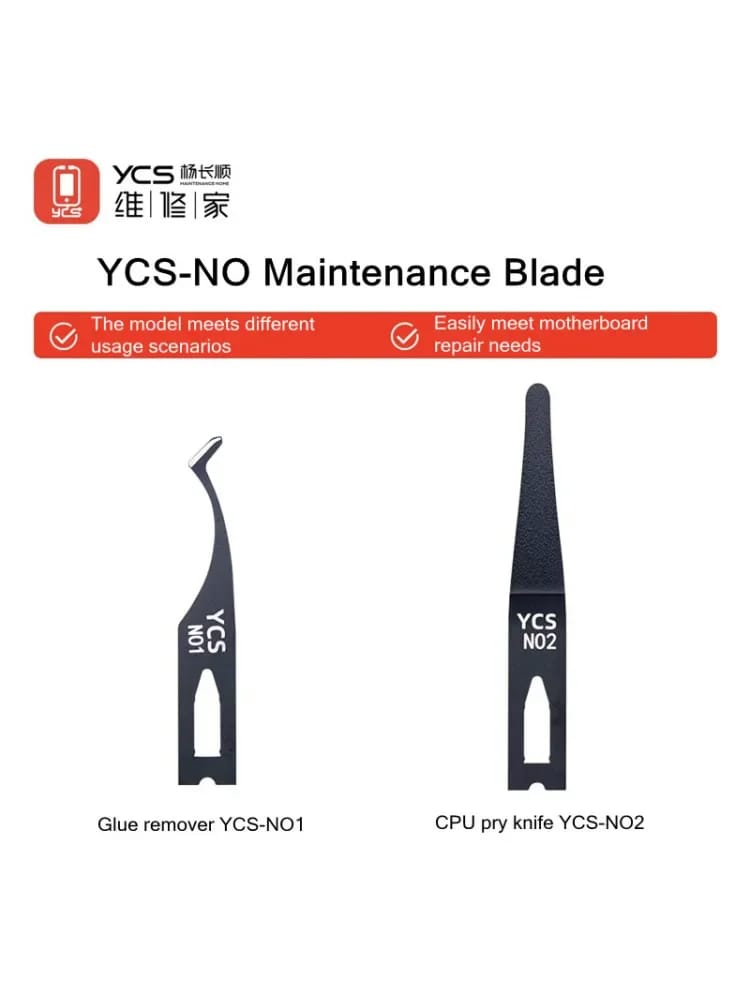 YCS 杨长顺
MAINTENANCE HOME
维修家
YCS
YCS-NO Maintenance Blade
The model meets different
usage scenarios
Easily meet motherboard
repair needs
YCS
NO1
YCS
NO2
Glue remover YCS-NO1
CPU pry knife YCS-NO2